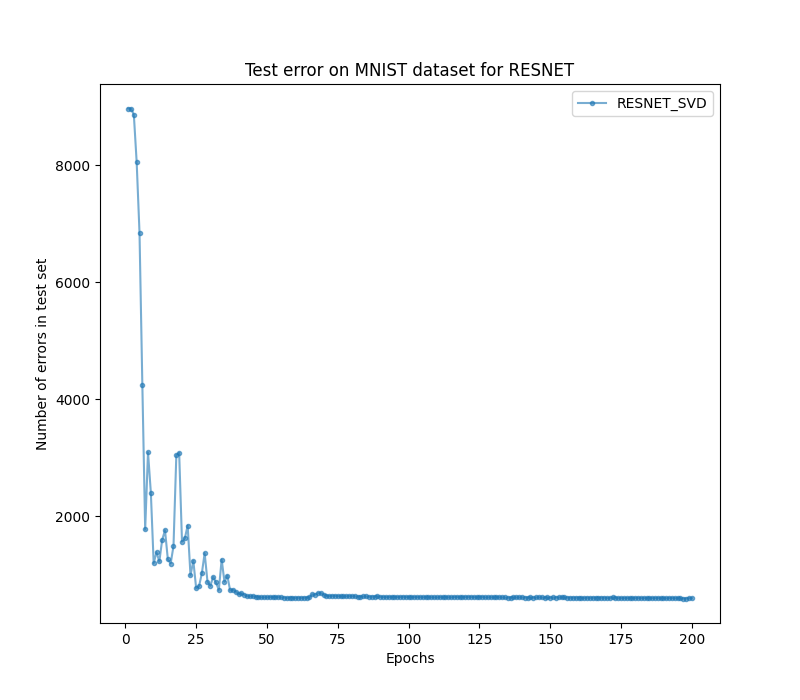 Test error on MNIST dataset for RESNET
RESNET_SVD
Number of errors in test set
8000
6000
4000
2000
0 25 50 75 100 125 150 175 200
Epochs